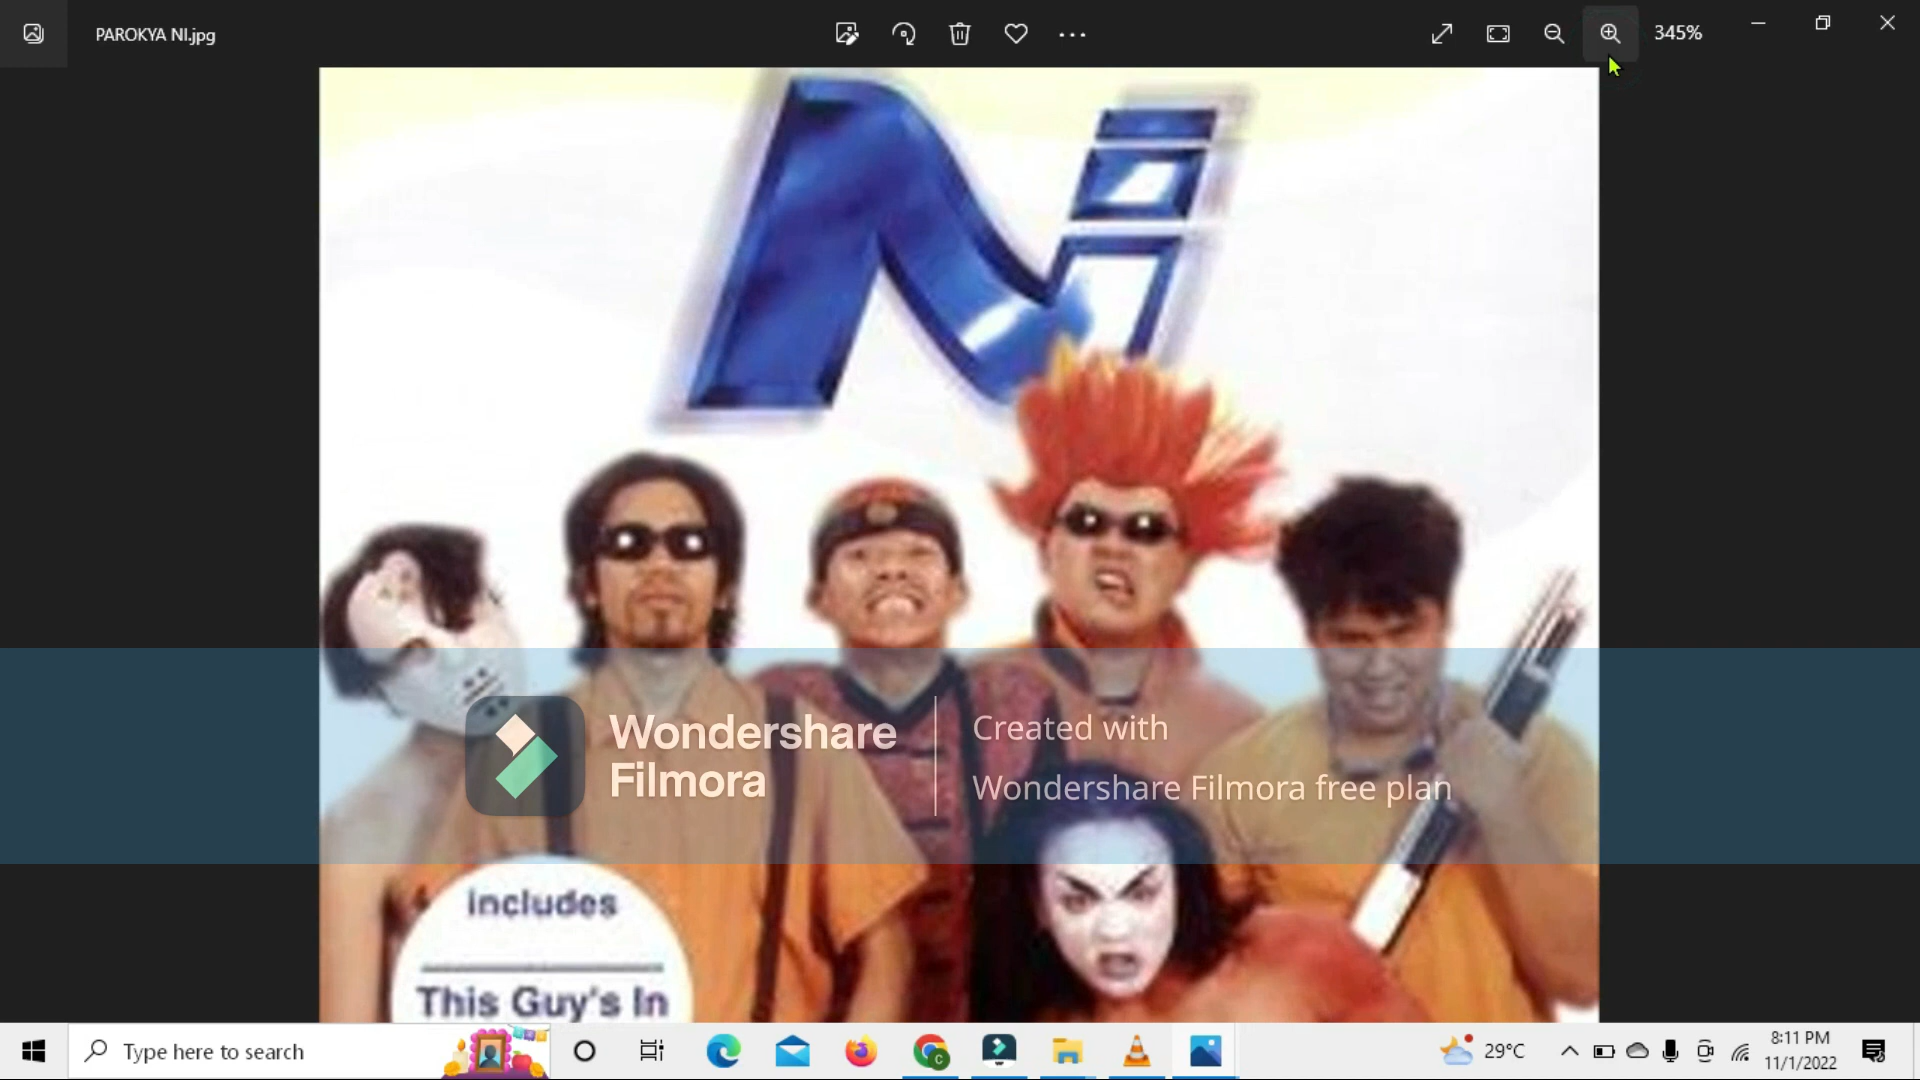 PAROKYA NI.jpg
345%
Ni
Wondershare
Filmora
Created with
Wondershare Filmora free plan
includes
This Guy's In
Type here to search
29°C
8:11 PM
11/1/2022